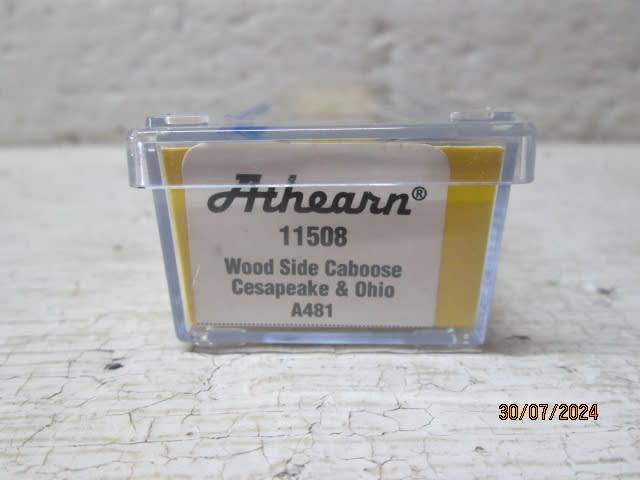 Athearn®
11508
Wood Side Caboose
Cesapeake & Ohio
A481
30/07/2024